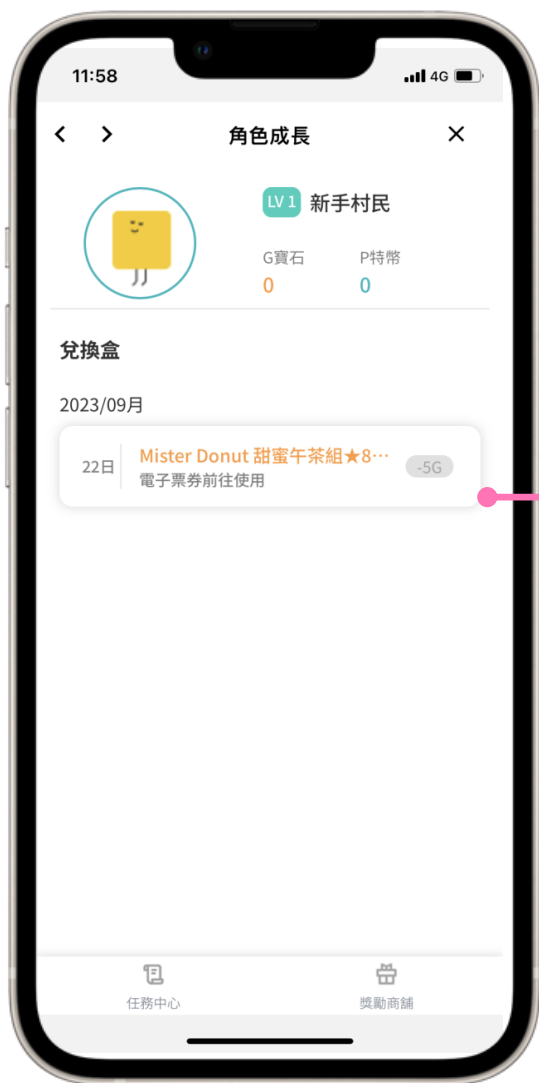 11:58
4G
角色成長
LV 1 新手村民
G寶石 P特幣
0 0
兌換盒
2023/09月
22日
Mister Donut 甜蜜午茶組★8…
電子票券前往使用
-5G
任務中心 獎勵商舖